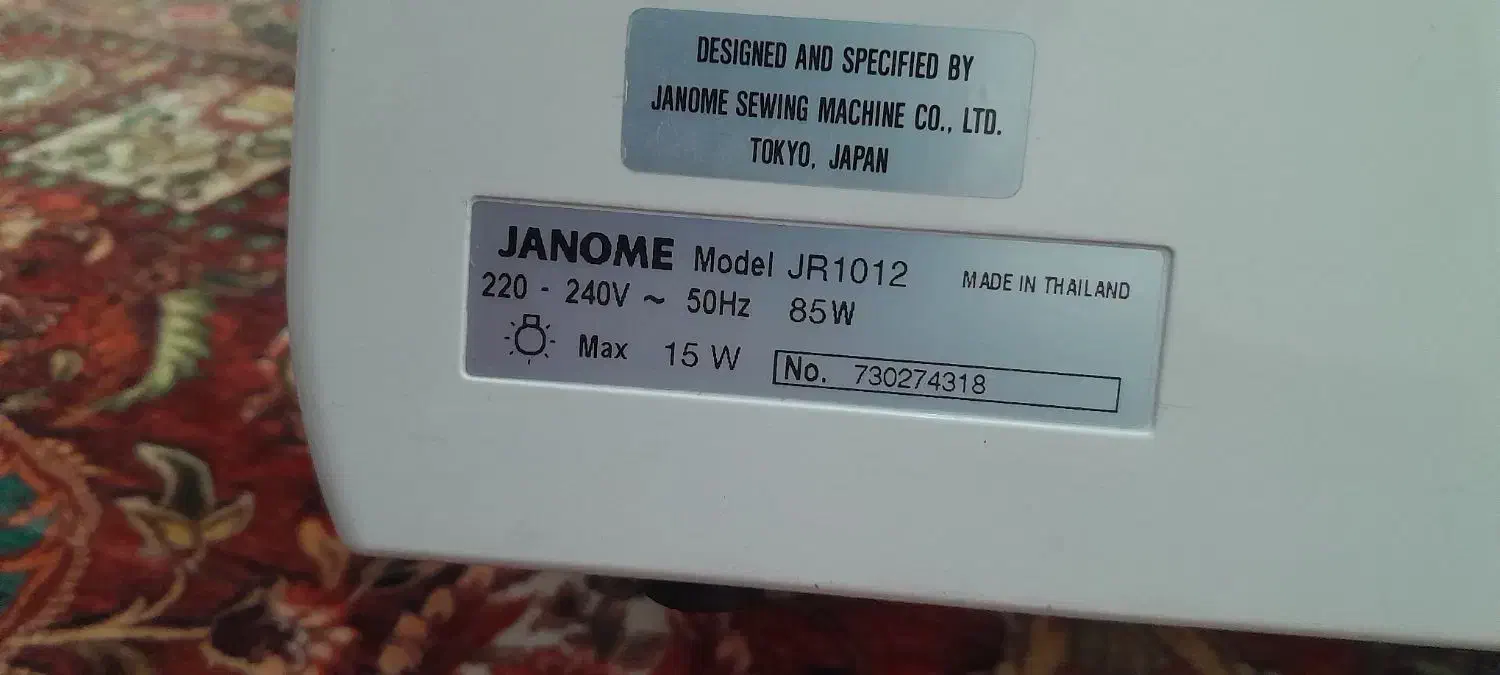 DESIGNED AND SPECIFIED BY
JANOME SEWING MACHINE CO., LTD.
TOKYO, JAPAN
JANOME Model JR1012 MADE IN THAILAND
220 - 240V ~ 50Hz 85W
Max 15 W No. 730274318